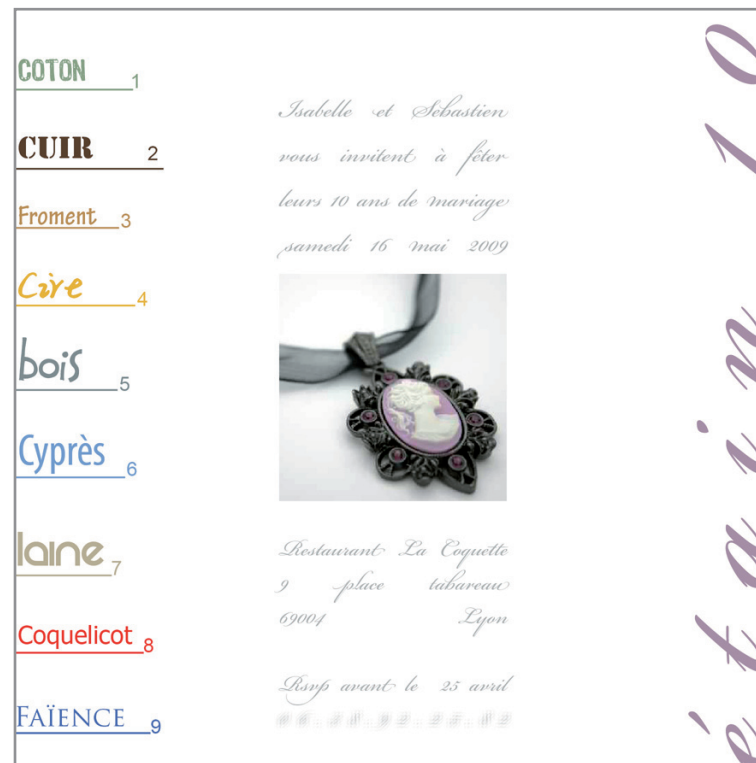 COTON 1
CUIR 2
Froment 3
Cire 4
bois 5
Cyprès 6
laine 7
Coquelicot 8
FAÏENCE 9
Isabelle et Sébastien
vous invitent à fêter
leurs 10 ans de mariage
samedi 16 mai 2009
Restaurant La Coquette
9 place tabareau
69004 Lyon
Rsvp avant le 25 avril
étain 10